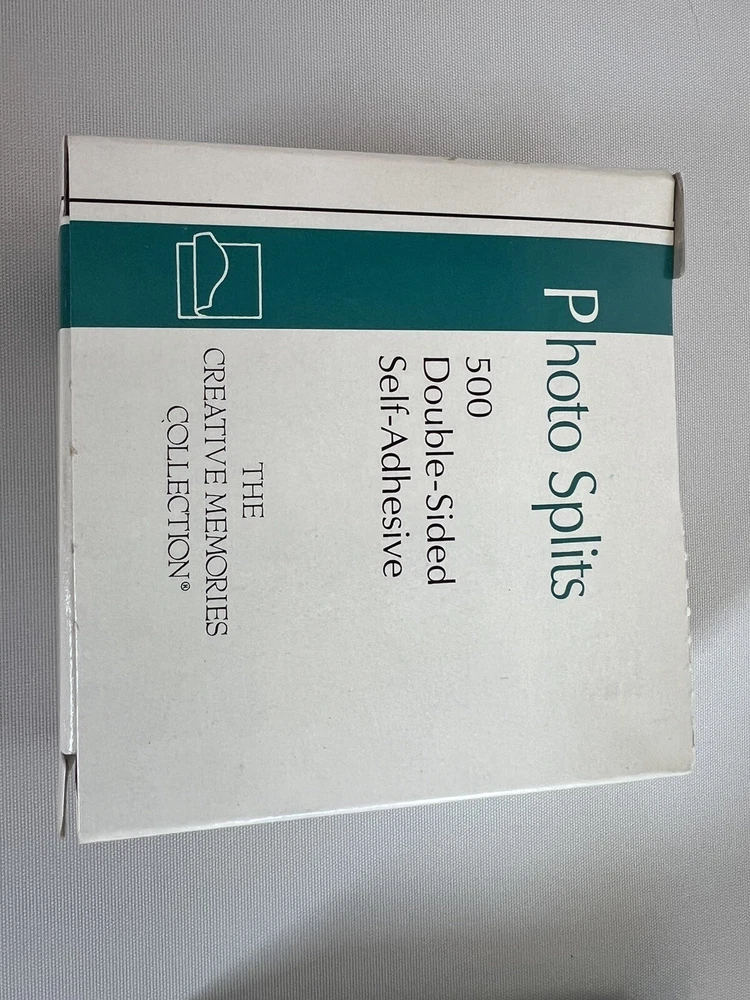 Photo Splits
500
Double-Sided
Self-Adhesive
THE
CREATIVE MEMORIES
COLLECTION®